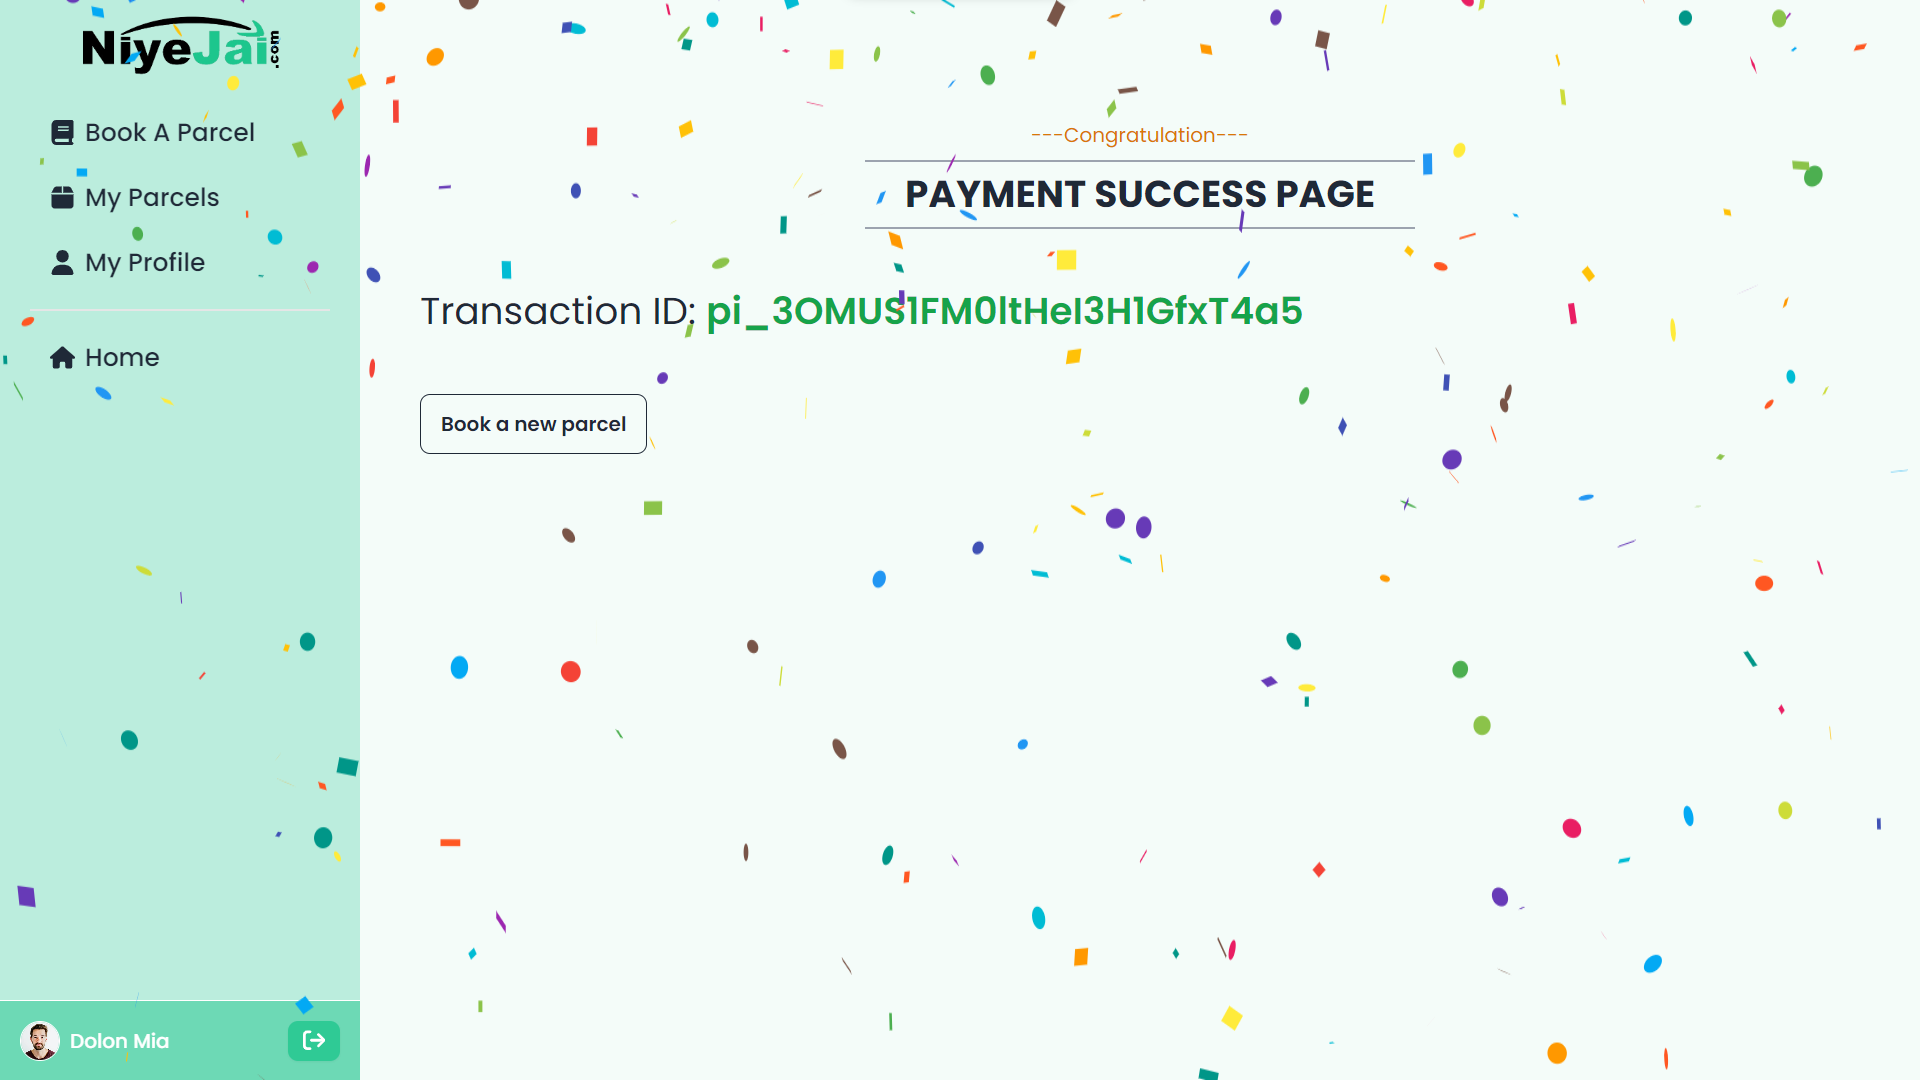 NiyeJai.com
Book A Parcel
My Parcels
My Profile
Home
Dolon Mia
---Congratulation---
PAYMENT SUCCESS PAGE
Transaction ID: pi_3OMUS1FM0ltHeI3H1GfxT4a5
Book a new parcel